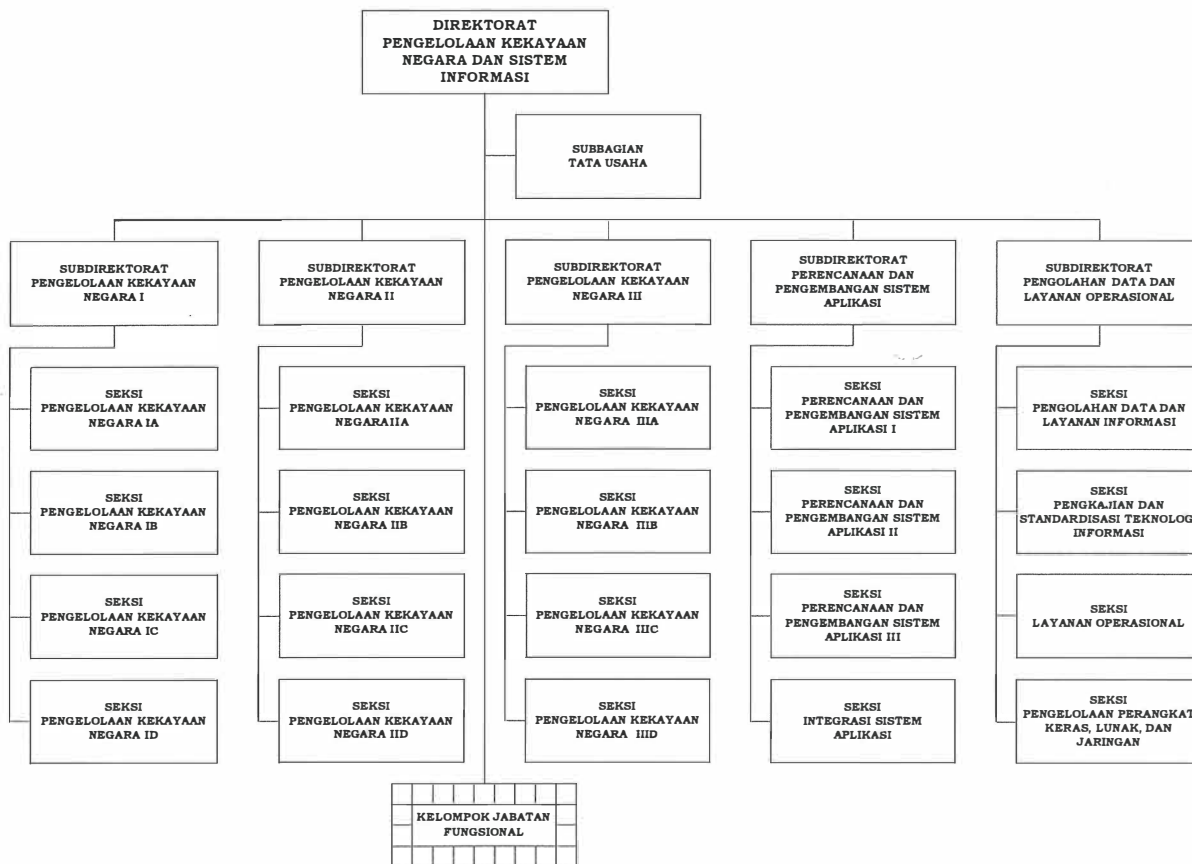 DIREKTORAT
PENGELOLAAN KEKAYAAN
NEGARA DAN SISTEM
INFORMASI
SUBBAGIAN
TATA USAHA
SUBDIREKTORAT
PENGELOLAAN KEKAYAAN
NEGARA I
SUBDIREKTORAT
PENGELOLAAN KEKAYAAN
NEGARA II
SUBDIREKTORAT
PENGELOLAAN KEKAYAAN
NEGARA III
SUBDIREKTORAT
PERENCANAAN DAN
PENGEMBANGAN SISTEM
APLIKASI
SUBDIREKTORAT
PENGOLAHAN DATA DAN
LAYANAN OPERASIONAL
SEKSI
PENGELOLAAN KEKAYAAN
NEGARA IA
SEKSI
PENGELOLAAN KEKAYAAN
NEGARA IIA
SEKSI
PENGELOLAAN KEKAYAAN
NEGARA IIIA
SEKSI
PERENCANAAN DAN
PENGEMBANGAN SISTEM
APLIKASI I
SEKSI
PENGOLAHAN DATA DAN
LAYANAN INFORMASI
SEKSI
PENGELOLAAN KEKAYAAN
NEGARA IB
SEKSI
PENGELOLAAN KEKAYAAN
NEGARA IIB
SEKSI
PENGELOLAAN KEKAYAAN
NEGARA IIIB
SEKSI
PERENCANAAN DAN
PENGEMBANGAN SISTEM
APLIKASI II
SEKSI
PENGKAJIAN DAN
STANDARDISASI TEKNOLOGI
INFORMASI
SEKSI
PENGELOLAAN KEKAYAAN
NEGARA IC
SEKSI
PENGELOLAAN KEKAYAAN
NEGARA IIC
SEKSI
PENGELOLAAN KEKAYAAN
NEGARA IIIC
SEKSI
PERENCANAAN DAN
PENGEMBANGAN SISTEM
APLIKASI III
SEKSI
LAYANAN OPERASIONAL
SEKSI
PENGELOLAAN KEKAYAAN
NEGARA ID
SEKSI
PENGELOLAAN KEKAYAAN
NEGARA IID
SEKSI
PENGELOLAAN KEKAYAAN
NEGARA IIID
SEKSI
INTEGRASI SISTEM
APLIKASI
SEKSI
PENGELOLAAN PERANGKAT
KERAS, LUNAK, DAN
JARINGAN
KELOMPOK JABATAN
FUNGSIONAL